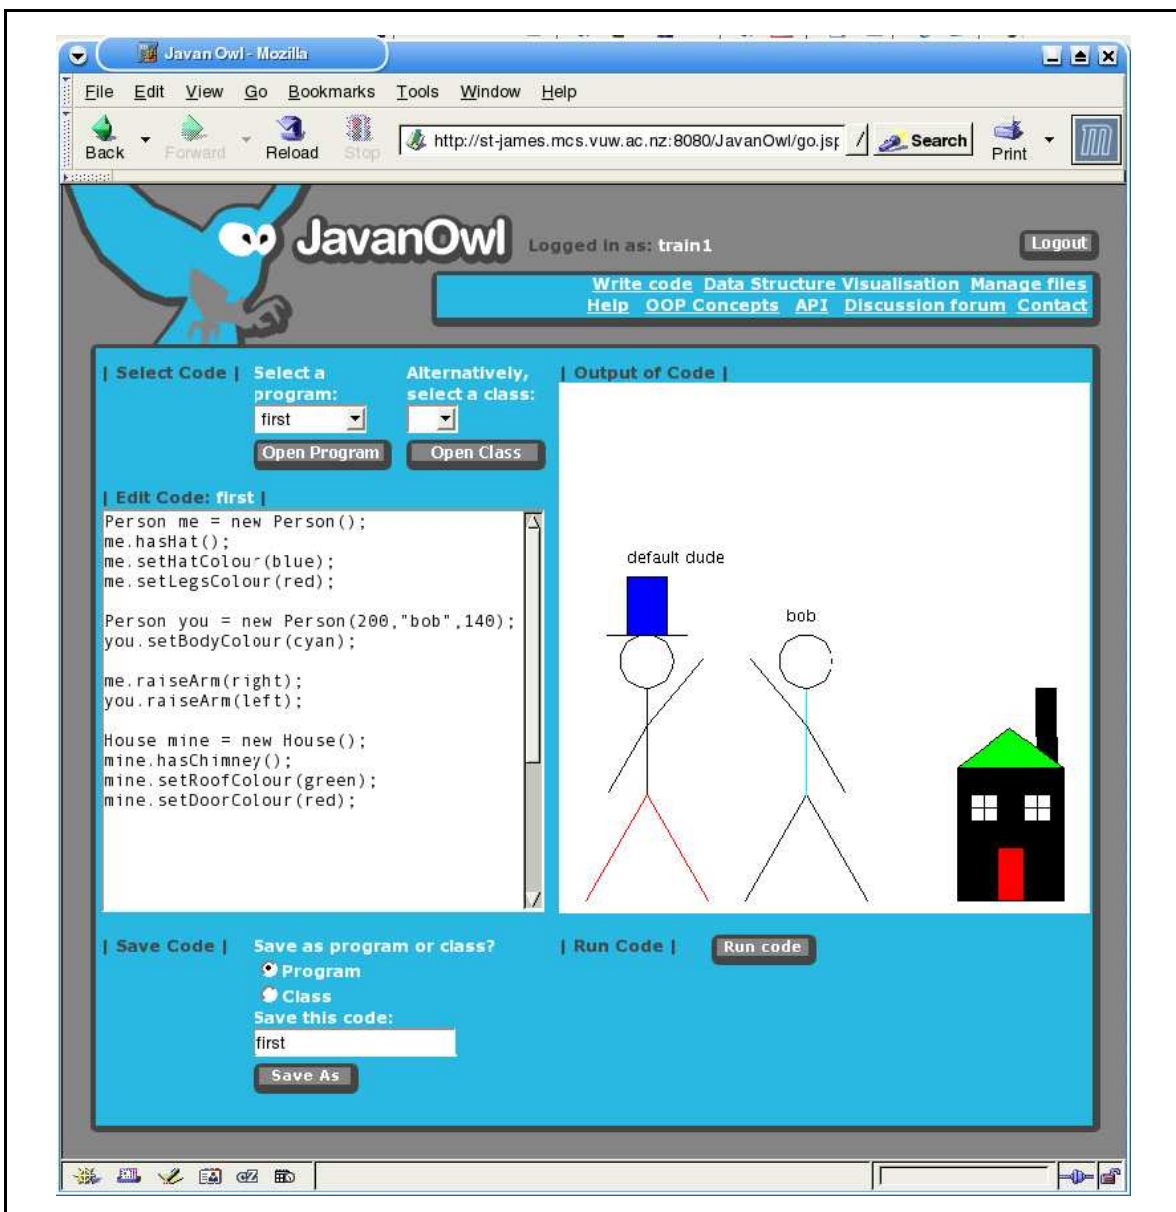 Javan Owl - Mozilla
File Edit View Go Bookmarks Tools Window Help
Back Forward Reload Stop http://st-james.mcs.vuw.ac.nz:8080/JavanOwl/go.jsp Search Print
JavanOwl Logged in as: train1 Logout
Write code Data Structure Visualisation Manage files
Help OOP Concepts API Discussion forum Contact
| Select Code | Select a program: Alternatively, select a class:
first
Open Program Open Class
| Edit Code: first |
Person me = new Person();
me.hasHat();
me.setHatColour(blue);
me.setLegsColour(red);
Person you = new Person(200,"bob",140);
you.setBodyColour(cyan);
me.raiseArm(right);
you.raiseArm(left);
House mine = new House();
mine.hasChimney();
mine.setRoofColour(green);
mine.setDoorColour(red);
| Output of Code |
default dude
bob
| Save Code | Save as program or class?
Program
Class
Save this code:
first
Save As
| Run Code | Run code